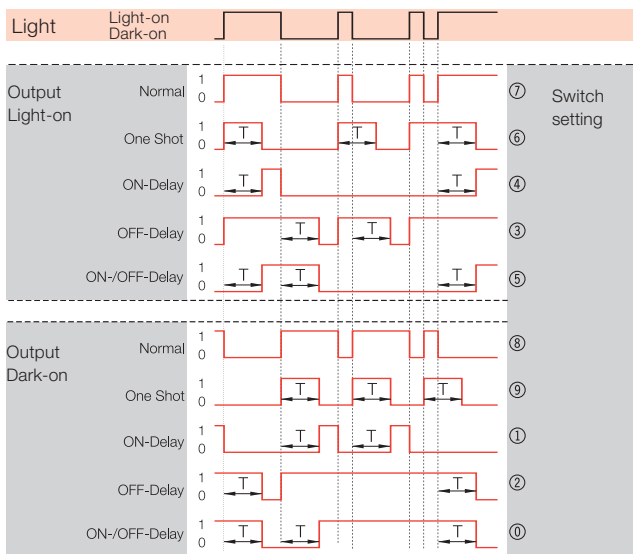 Light
Light-on
Dark-on
Output
Light-on
Switch
setting
Normal 1 0 ⑦
One Shot 1 0 T T T ⑥
ON-Delay 1 0 T T ④
OFF-Delay 1 0 T T ③
ON-/OFF-Delay 1 0 T T T ⑤
Output
Dark-on
Normal 1 0 ⑧
One Shot 1 0 T T T ⑨
ON-Delay 1 0 T T ①
OFF-Delay 1 0 T T ②
ON-/OFF-Delay 1 0 T T T ⓪